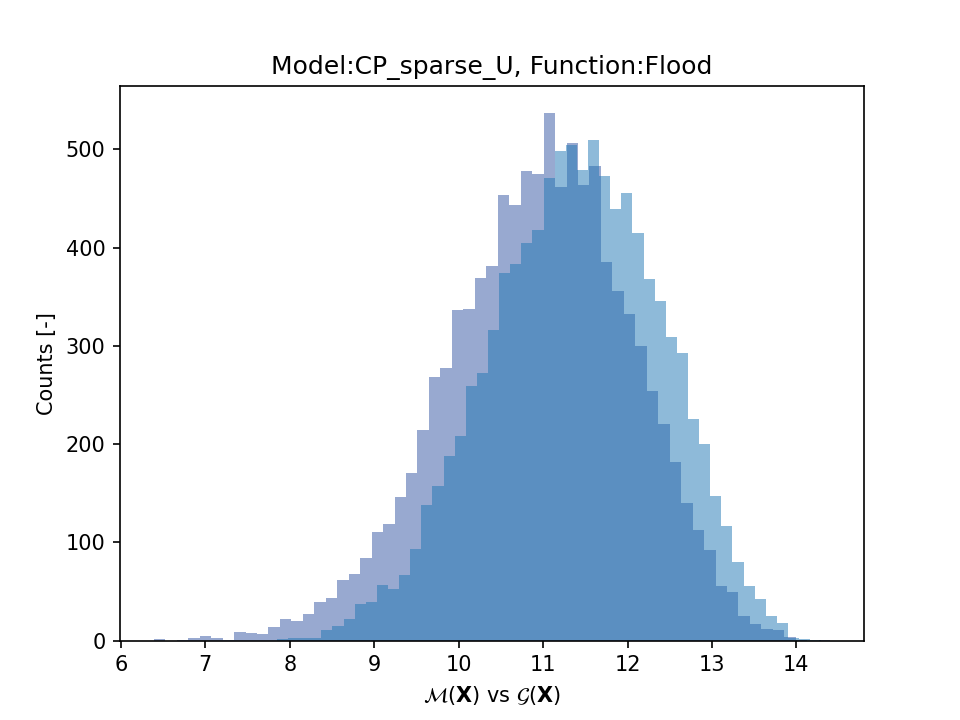 Model:CP_sparse_U, Function:Flood
500
400
300
200
100
0
Counts [-]
6 7 8 9 10 11 12 13 14
ℳ(𝐗) vs 𝒢(𝐗)